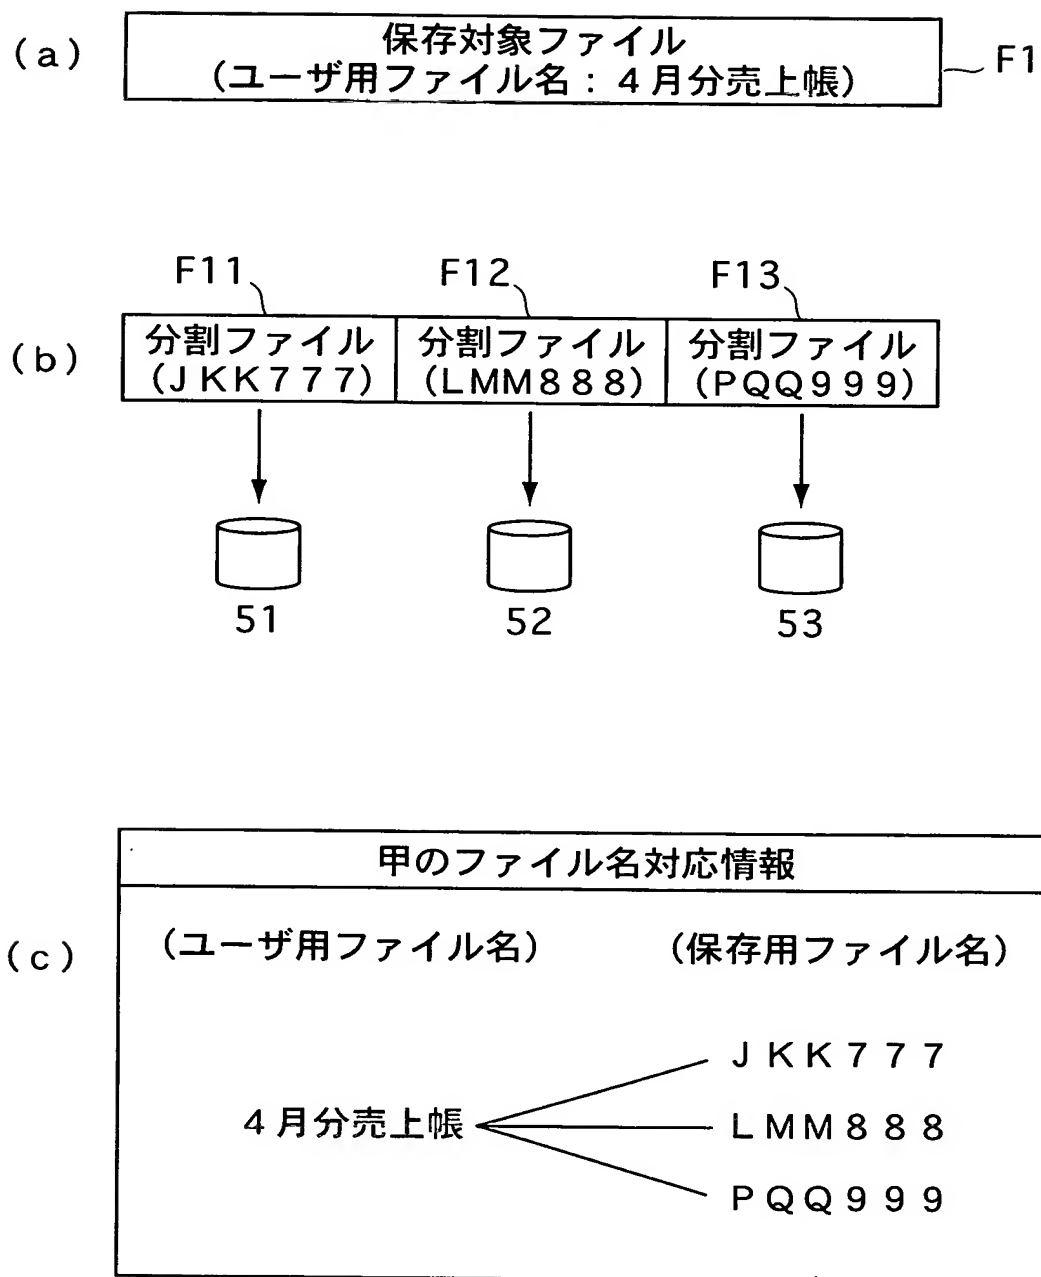 (a)
保存対象ファイル
(ユーザ用ファイル名：４月分売上帳)
F1
F11 F12 F13
(b)
分割ファイル 分割ファイル 分割ファイル
(ＪＫＫ７７７) (ＬＭＭ８８８) (ＰＱＱ９９９)
51 52 53
甲のファイル名対応情報
(c)
(ユーザ用ファイル名) (保存用ファイル名)
ＪＫＫ７７７
４月分売上帳 ＬＭＭ８８８
ＰＱＱ９９９